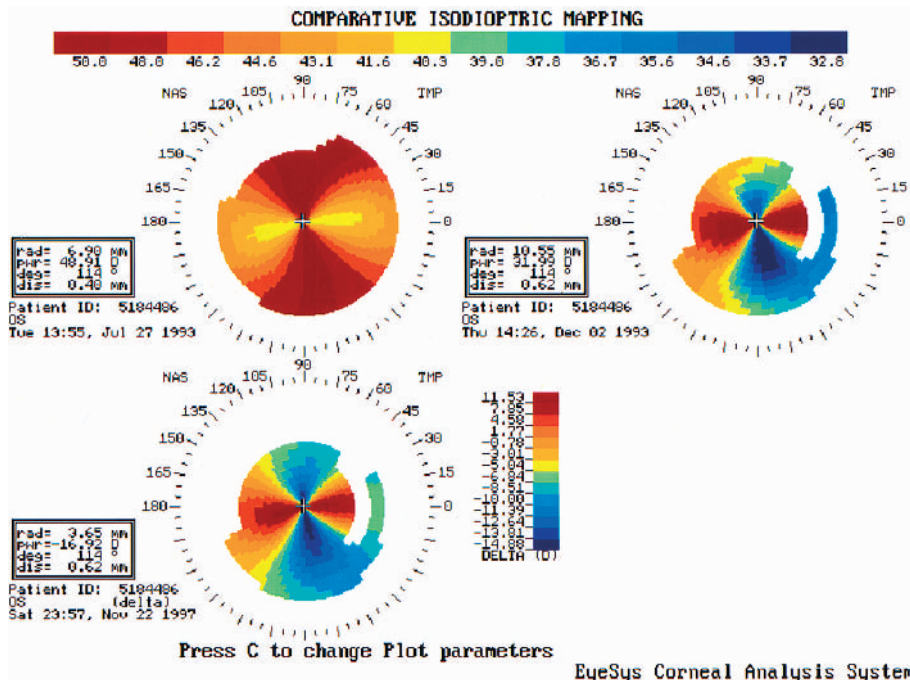 COMPARATIVE ISODIOPTRIC MAPPING
50.0 48.0 46.2 44.6 43.1 41.6 40.3 39.0 37.8 36.7 35.6 34.6 33.7 32.8
NAS 90 TMP
135 120 105 75 60 45
150 30
165 15
180 0
rad= 6.90 mm
pwr= 48.91 D
deg= 114 °
dis= 0.48 mm
Patient ID: 5184486
OS
Tue 13:55, Jul 27 1993
NAS 90 TMP
135 120 105 75 60 45
150 30
165 15
180 0
rad= 10.55 mm
pwr= 31.99 D
deg= 114 °
dis= 0.62 mm
Patient ID: 5184486
OS
Thu 14:26, Dec 02 1993
NAS 90 TMP
135 120 105 75 60 45
150 30
165 15
180 0
rad= 3.65 mm
pwr=-16.92 D
deg= 114 °
dis= 0.62 mm
Patient ID: 5184486
OS (delta)
Sat 23:57, Nov 22 1997
11.53
7.95
4.58
1.77
-0.78
-3.01
-5.04
-6.84
-8.51
-10.00
-11.39
-12.64
-13.81
-14.88
DELTA (D)
Press C to change Plot parameters
EyeSys Corneal Analysis System